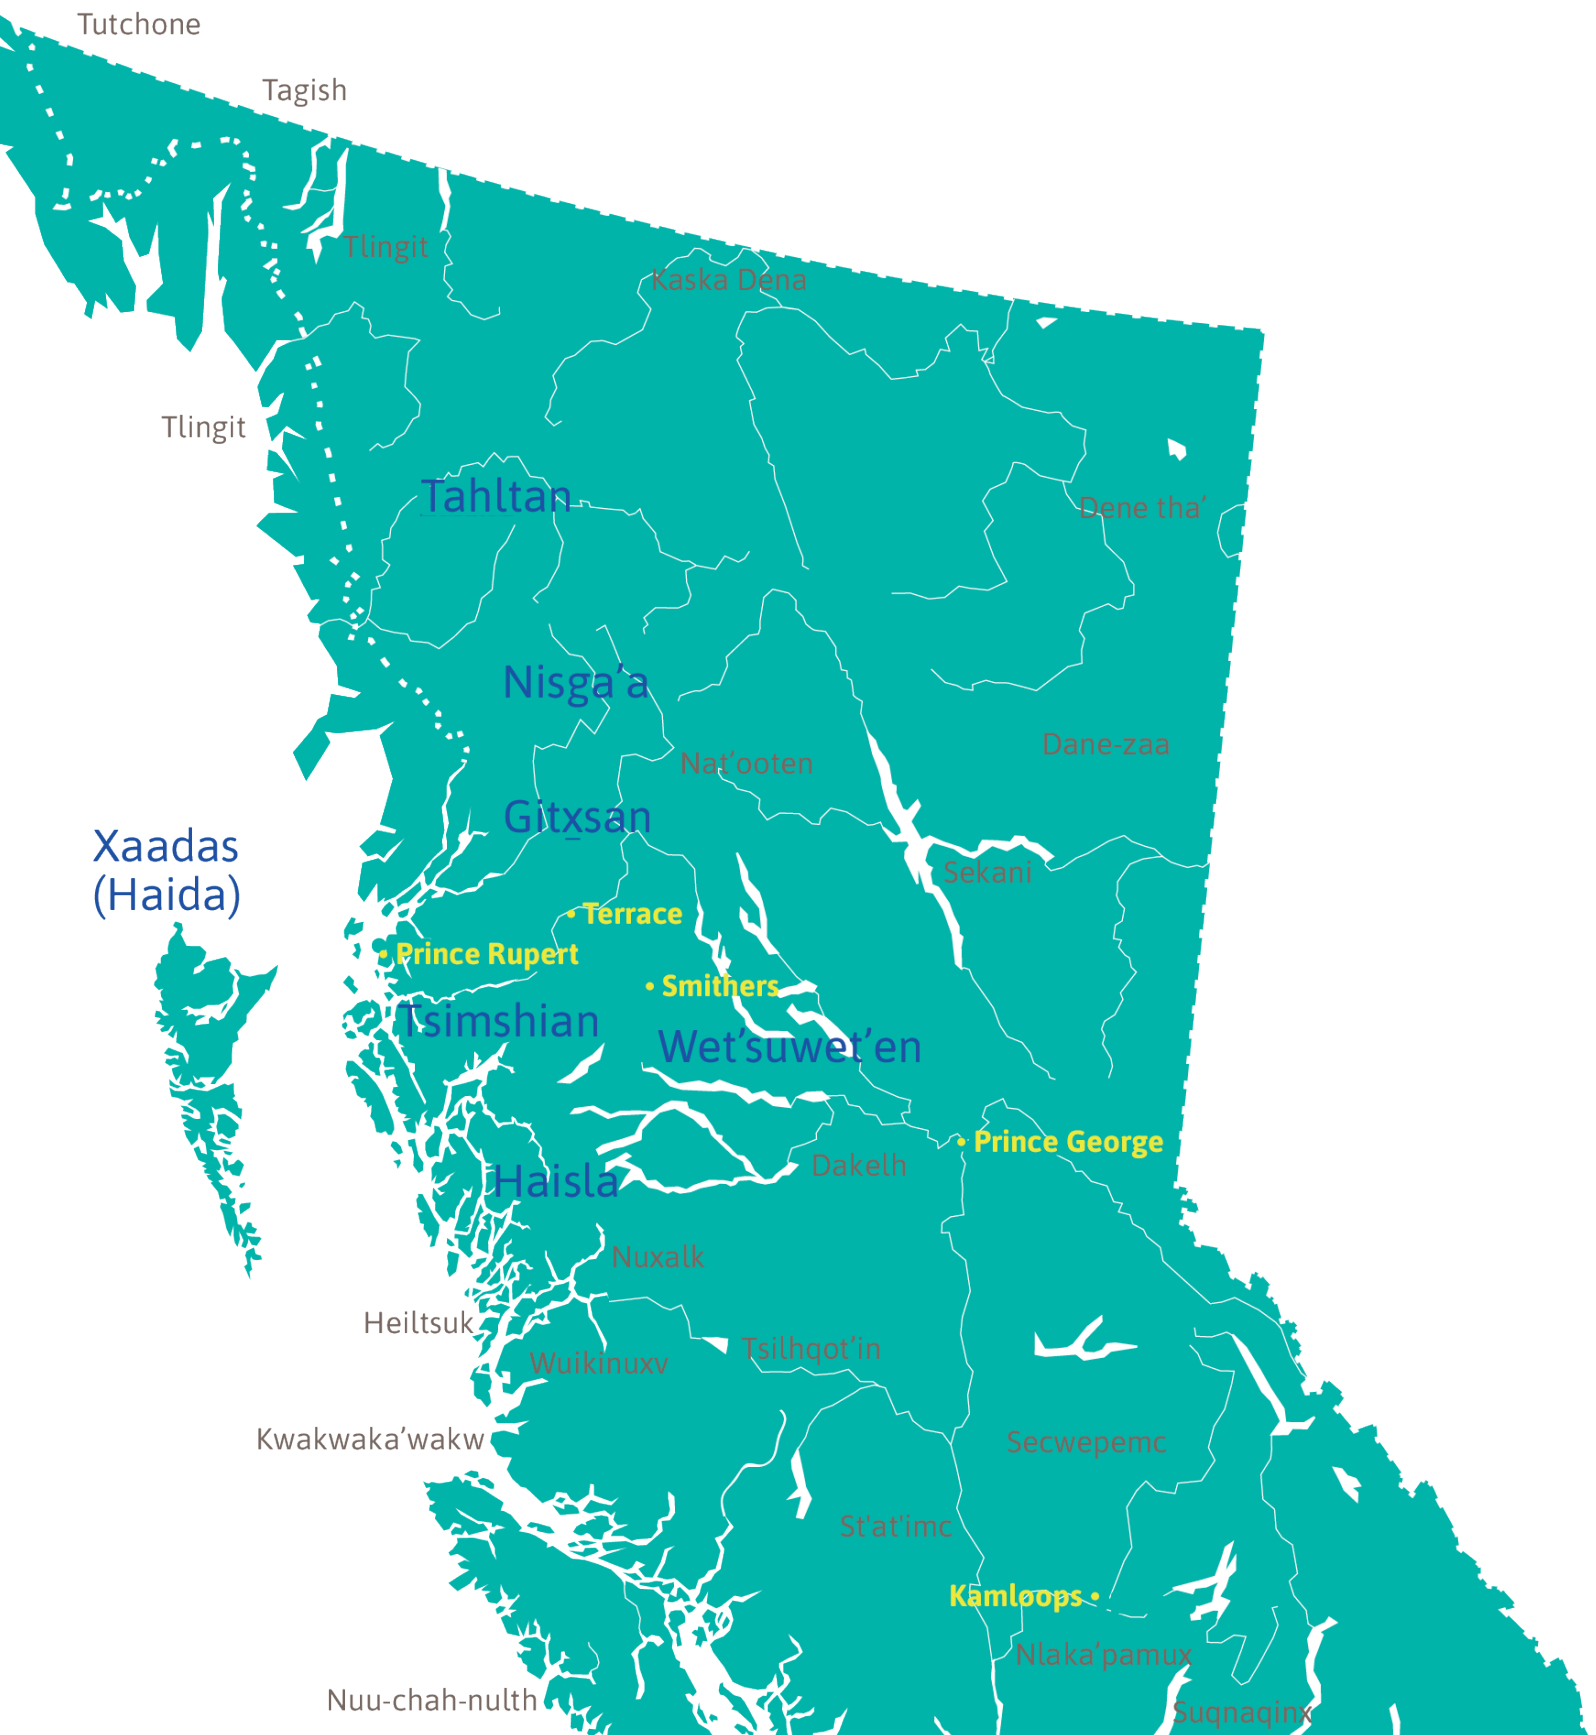 Tutchone
Tagish
Tlingit
Kaska Dena
Tlingit
Tahltan
Dene tha’
Nisga’a
Dane-zaa
Nat’ooten
Gitxsan
Xaadas
(Haida)
Sekani
Terrace
Prince Rupert
Smithers
Tsimshian
Wet’suwet’en
Prince George
Dakelh
Haisla
Nuxalk
Heiltsuk
Tsilhqot’in
Wuikinuxv
Kwakwaka’wakw
Secwepemc
St'at'imc
Kamloops
Nlaka’pamux
Nuu-chah-nulth
Suqnaqinx